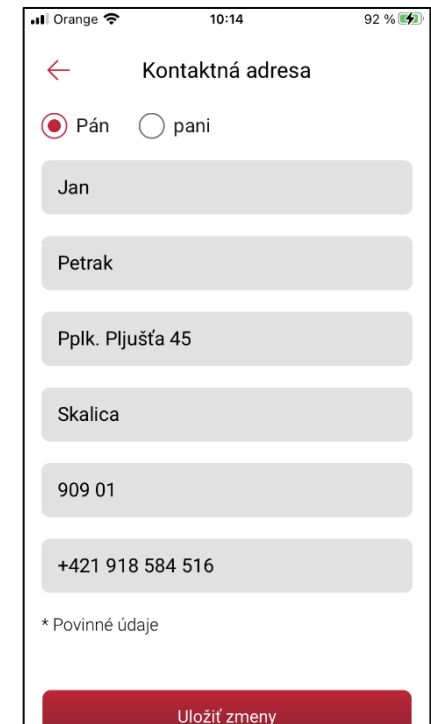 Orange 10:14 92 %
Kontaktná adresa
Pán pani
Jan
Petrak
Pplk. Pljušťa 45
Skalica
909 01
+421 918 584 516
* Povinné údaje
Uložiť zmeny